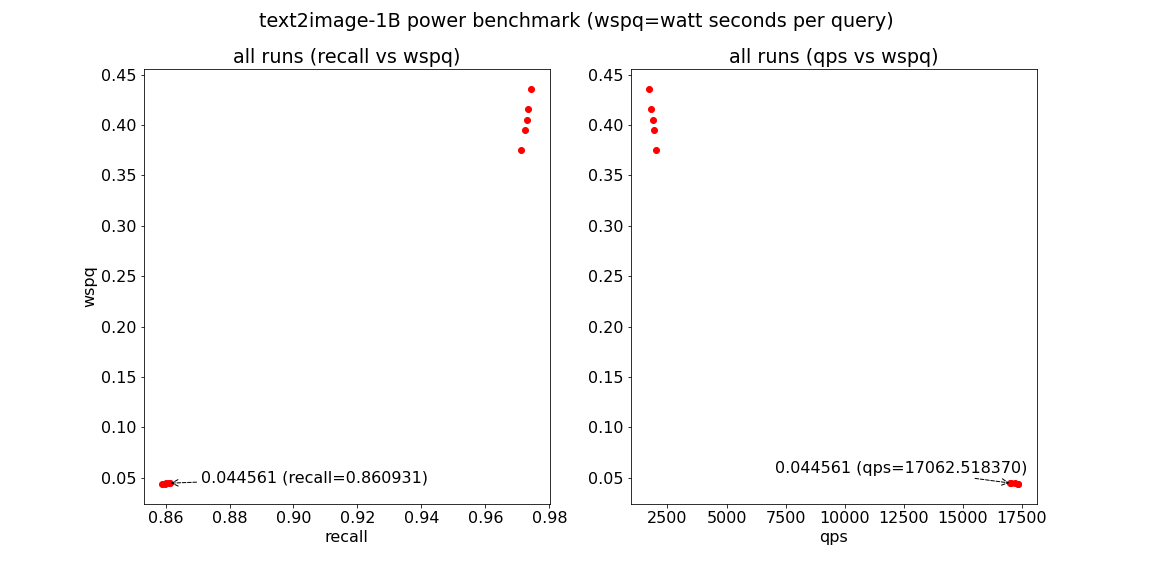 text2image-1B power benchmark (wspq=watt seconds per query)
all runs (recall vs wspq)
0.45
0.40
0.35
0.30
0.25
0.20
0.15
0.10
0.05
wspq
0.044561 (recall=0.860931)
0.86 0.88 0.90 0.92 0.94 0.96 0.98
recall
all runs (qps vs wspq)
0.45
0.40
0.35
0.30
0.25
0.20
0.15
0.10
0.05
0.044561 (qps=17062.518370)
2500 5000 7500 10000 12500 15000 17500
qps